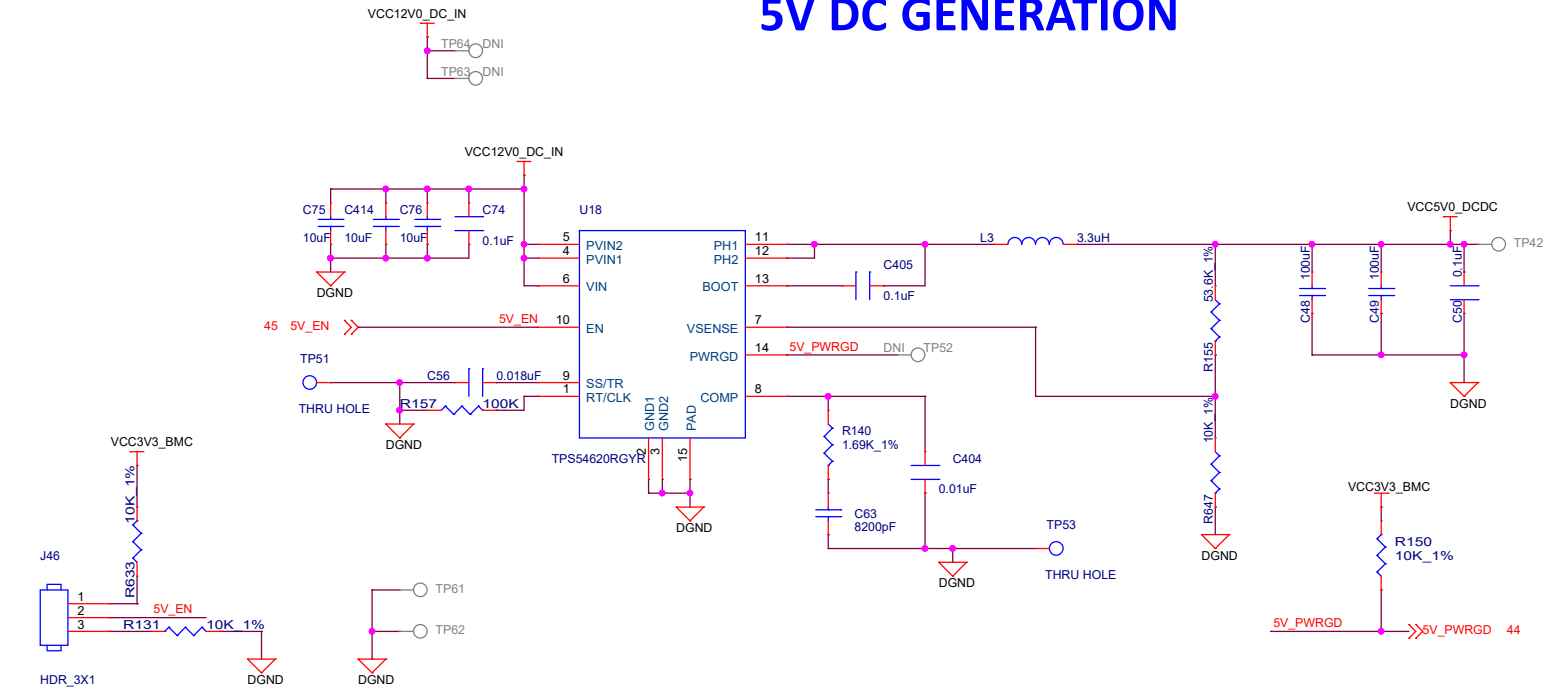 5V DC GENERATION
VCC12V0_DC_IN
TP64 DNI
TP63 DNI
VCC12V0_DC_IN
C75 C414 C76 C74
10uF 10uF 10uF 0.1uF
DGND
U18
5 PVIN2
4 PVIN1
6 VIN
10 EN
9 SS/TR
1 RT/CLK
PH1 11
PH2 12
BOOT 13
VSENSE 7
PWRGD 14
COMP 8
GND1 2
GND2 3
PAD 15
TPS54620RGYR
DGND
45 5V_EN
5V_EN
TP51
THRU HOLE
C56 0.018uF
R157 100K
DGND
C405
0.1uF
L3 3.3uH
5V_PWRGD DNI TP52
R140
1.69K_1%
C63
8200pF
C404
0.01uF
DGND
TP53
THRU HOLE
R155 53.6K_1%
R647 10K_1%
DGND
VCC5V0_DCDC
TP42
C48 100uF
C49 100uF
C50 0.1uF
DGND
VCC3V3_BMC
R633 10K_1%
J46
1
2 5V_EN
3 R131 10K_1%
HDR_3X1
DGND
TP61
TP62
DGND
VCC3V3_BMC
R150
10K_1%
5V_PWRGD
5V_PWRGD 44